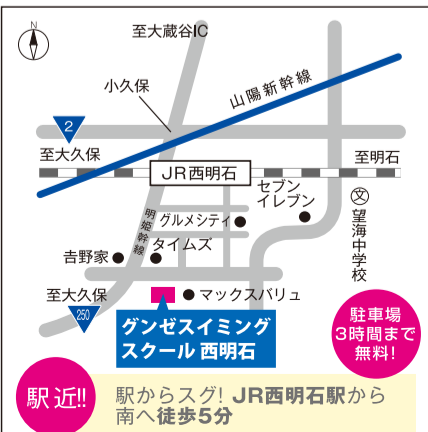 N
至大蔵谷IC
小久保
山陽新幹線
2
至大久保
至明石
JR西明石
セブン
イレブン
文
望海中学校
明姫幹線
グルメシティ
タイムズ
𠮷野家
至大久保
250
マックスバリュ
グンゼスイミング
スクール 西明石
駐車場
3時間まで
無料!
駅近!!
駅からスグ! JR西明石駅から
南へ徒歩5分